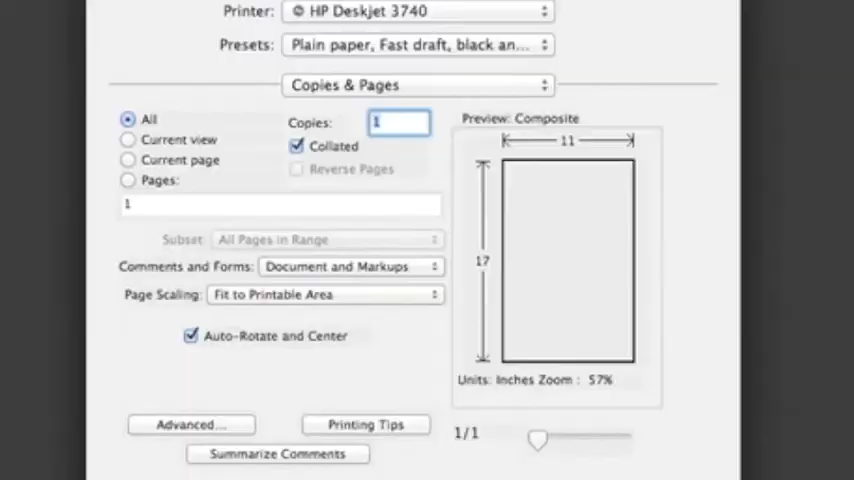 Printer: HP Deskjet 3740
Presets: Plain paper, Fast draft, black an...
Copies & Pages
All
Current view
Current page
Pages:
1
Copies: 1
Collated
Reverse Pages
Subset: All Pages in Range
Comments and Forms: Document and Markups
Page Scaling: Fit to Printable Area
Auto-Rotate and Center
Advanced...
Printing Tips
Summarize Comments
Preview: Composite
11
17
Units: Inches Zoom : 57%
1/1